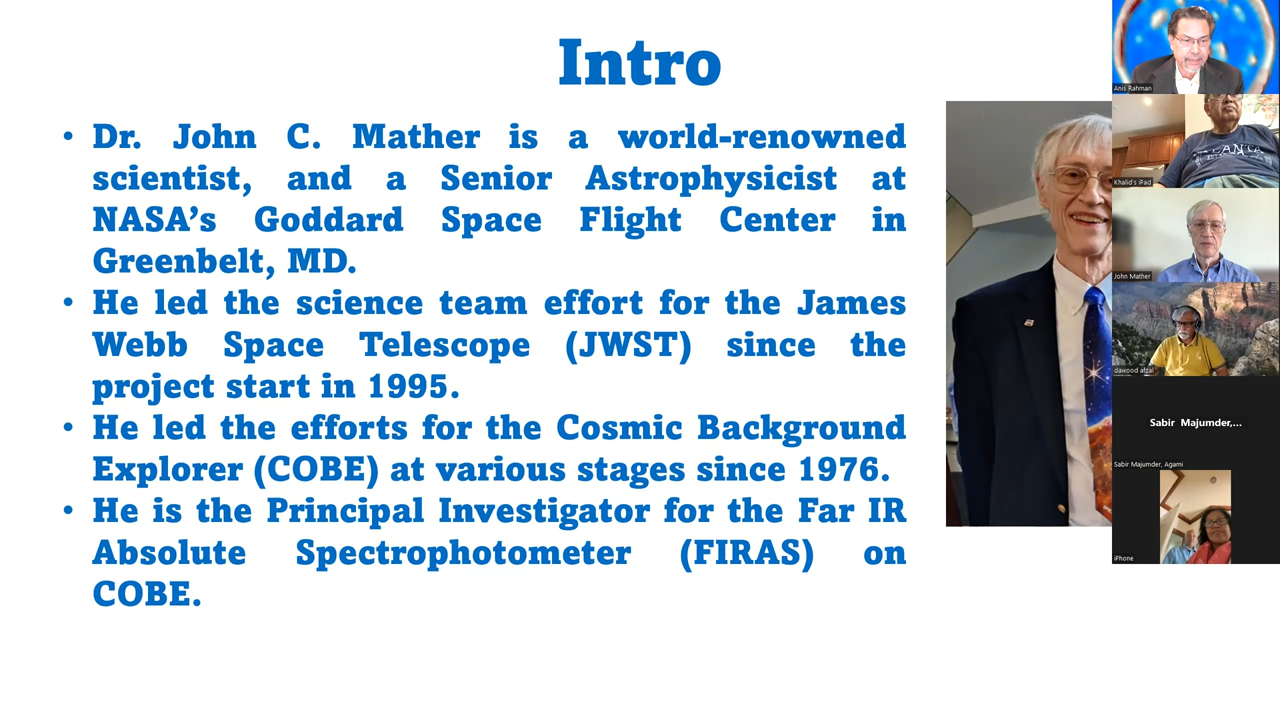 Intro
• Dr. John C. Mather is a world-renowned
scientist, and a Senior Astrophysicist at
NASA’s Goddard Space Flight Center in
Greenbelt, MD.
• He led the science team effort for the James
Webb Space Telescope (JWST) since the
project start in 1995.
• He led the efforts for the Cosmic Background
Explorer (COBE) at various stages since 1976.
• He is the Principal Investigator for the Far IR
Absolute Spectrophotometer (FIRAS) on
COBE.
Anis Rahman
Khalid's iPad
John Mather
dawood afzal
Sabir Majumder,...
Sabir Majumder, Agami
iPhone